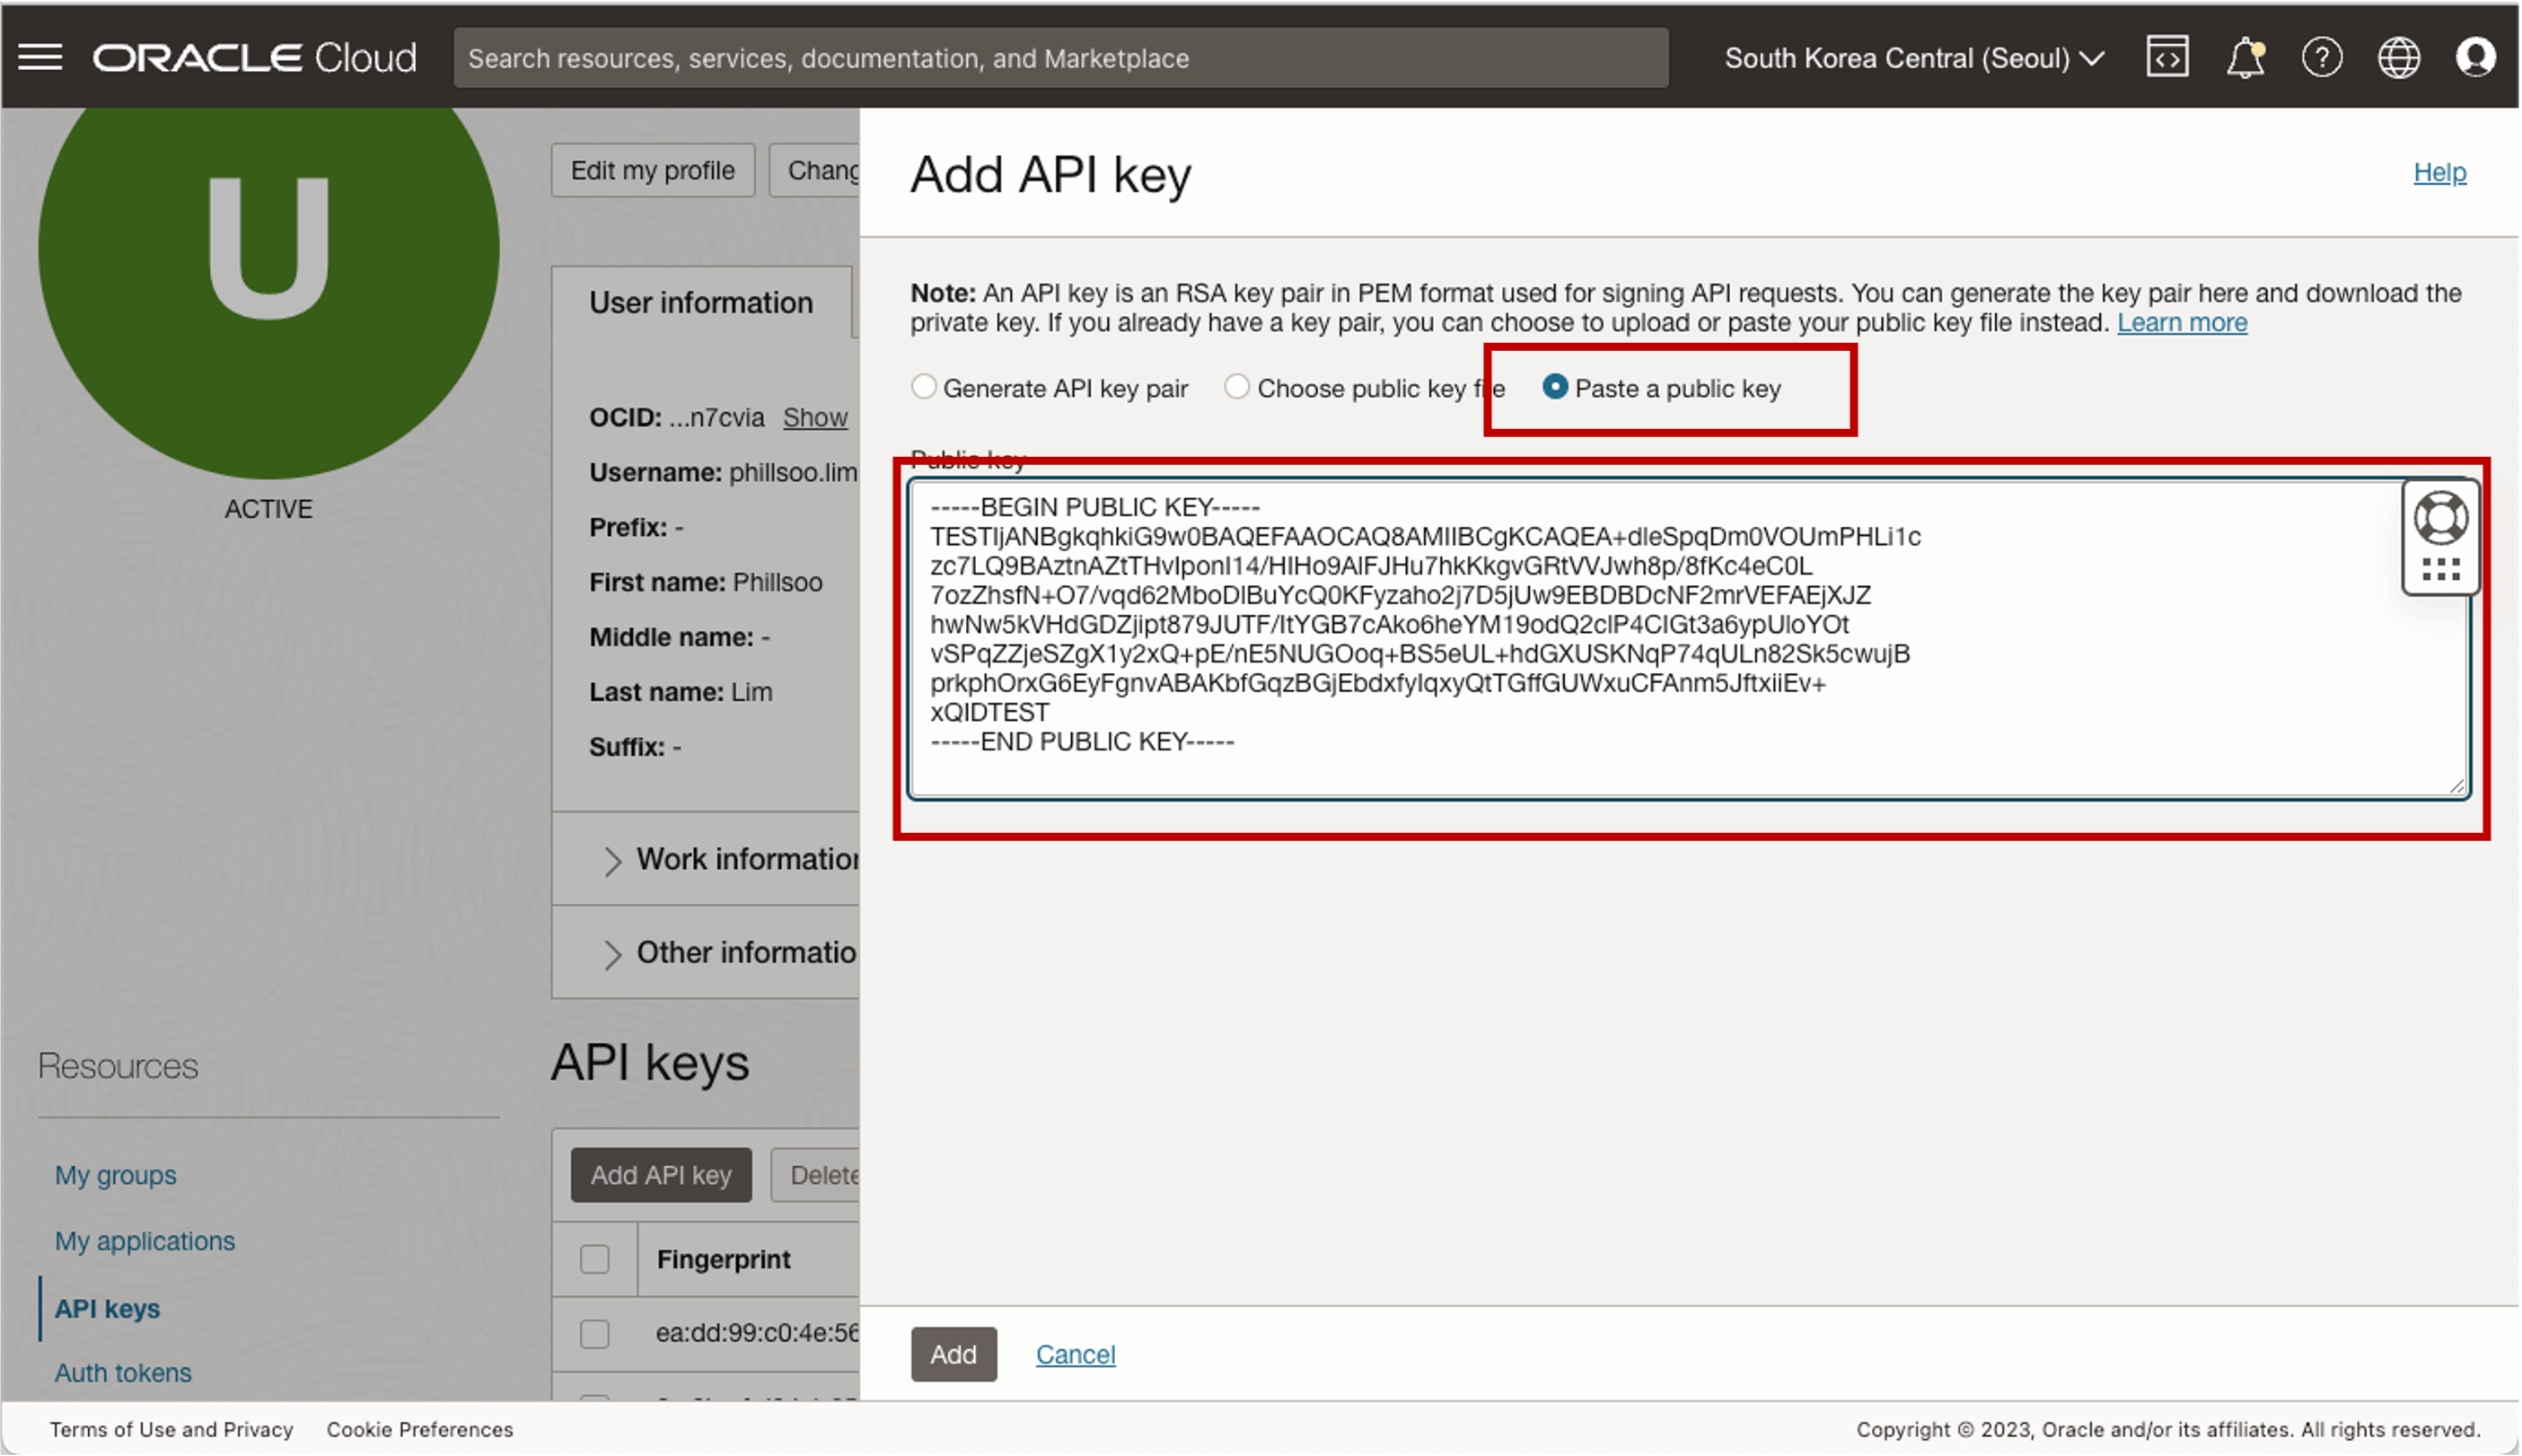 ORACLE Cloud
Search resources, services, documentation, and Marketplace
South Korea Central (Seoul)
U
ACTIVE
Edit my profile
Chang
User information
OCID: ...n7cvia Show
Username: phillsoo.lim
Prefix: -
First name: Phillsoo
Middle name: -
Last name: Lim
Suffix: -
Work information
Other informatio
Resources
My groups
My applications
API keys
Auth tokens
API keys
Add API key
Delete
Fingerprint
ea:dd:99:c0:4e:56
Add API key
Help
Note: An API key is an RSA key pair in PEM format used for signing API requests. You can generate the key pair here and download the
private key. If you already have a key pair, you can choose to upload or paste your public key file instead. Learn more
Generate API key pair
Choose public key file
Paste a public key
Public key
-----BEGIN PUBLIC KEY-----
TESTIjANBgkqhkiG9w0BAQEFAAOCAQ8AMIIBCgKCAQEA+dleSpqDm0VOUmPHLi1c
zc7LQ9BAztnAZtTHvIponI14/HIHo9AlFJHu7hkKkgvGRtVVJwh8p/8fKc4eC0L
7ozZhsfN+O7/vqd62MboDlBuYcQ0KFyzaho2j7D5jUw9EBDBDcNF2mrVEFAEjXJZ
hwNw5kVHdGDZjipt879JUTF/ItYGB7cAko6heYM19odQ2clP4CIGt3a6ypUloYOt
vSPqZZjeSZgX1y2xQ+pE/nE5NUGOoq+BS5eUL+hdGXUSKNqP74qULn82Sk5cwujB
prkphOrxG6EyFgnvABAKbfGqzBGjEbdxfylqxyQtTGffGUWxuCFAnm5JftxiiEv+
xQIDTEST
-----END PUBLIC KEY-----
Add
Cancel
Terms of Use and Privacy
Cookie Preferences
Copyright © 2023, Oracle and/or its affiliates. All rights reserved.